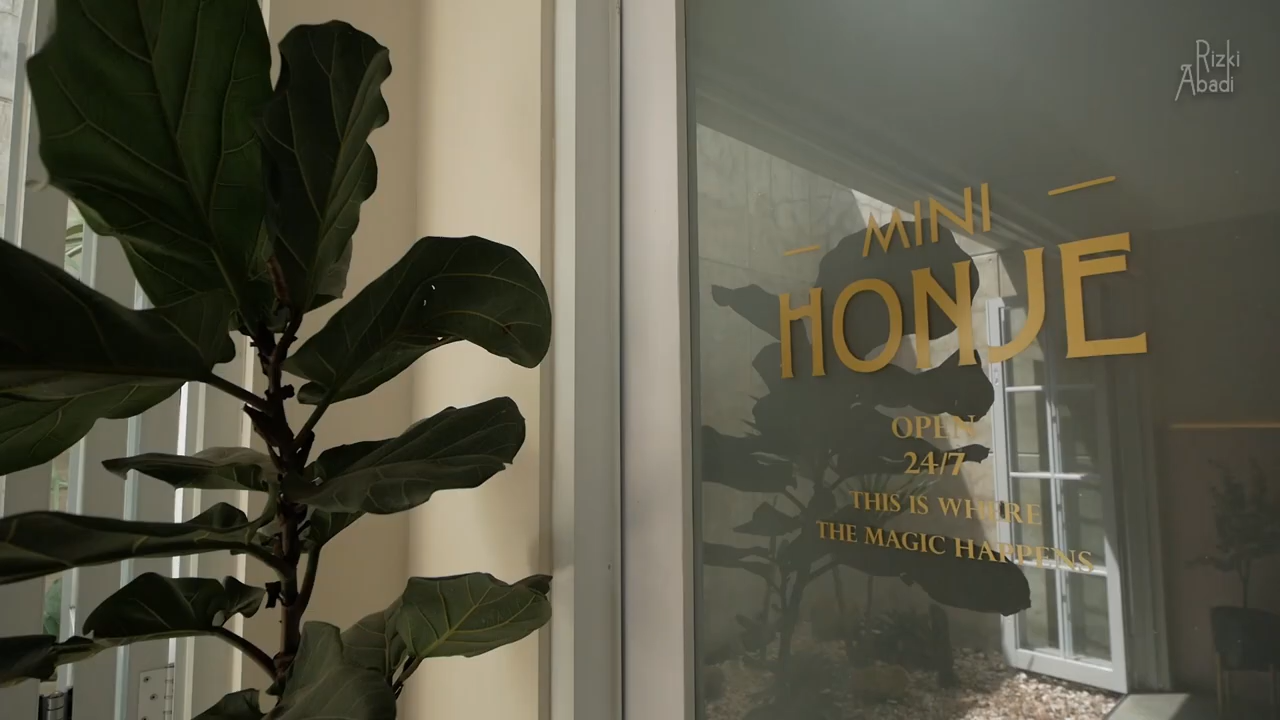 Rizki
Abadi
MINI
HONJE
OPEN
24/7
THIS IS WHERE
THE MAGIC HAPPENS